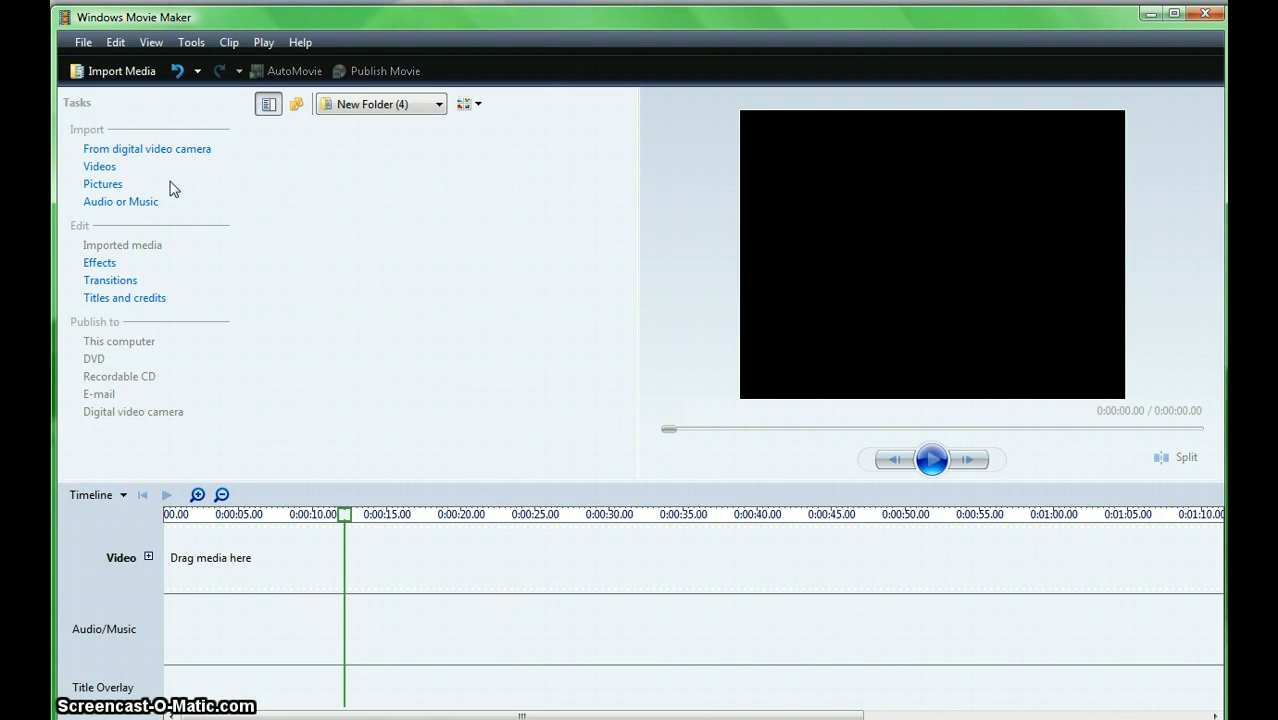 Windows Movie Maker
File Edit View Tools Clip Play Help
Import Media AutoMovie Publish Movie
Tasks
New Folder (4)
Import
From digital video camera
Videos
Pictures
Audio or Music
Edit
Imported media
Effects
Transitions
Titles and credits
Publish to
This computer
DVD
Recordable CD
E-mail
Digital video camera
0:00:00.00 / 0:00:00.00
Split
Timeline
00.00 0:00:05.00 0:00:10.00 0:00:15.00 0:00:20.00 0:00:25.00 0:00:30.00 0:00:35.00 0:00:40.00 0:00:45.00 0:00:50.00 0:00:55.00 0:01:00.00 0:01:05.00 0:01:10.00
Video Drag media here
Audio/Music
Title Overlay
Screencast-O-Matic.com